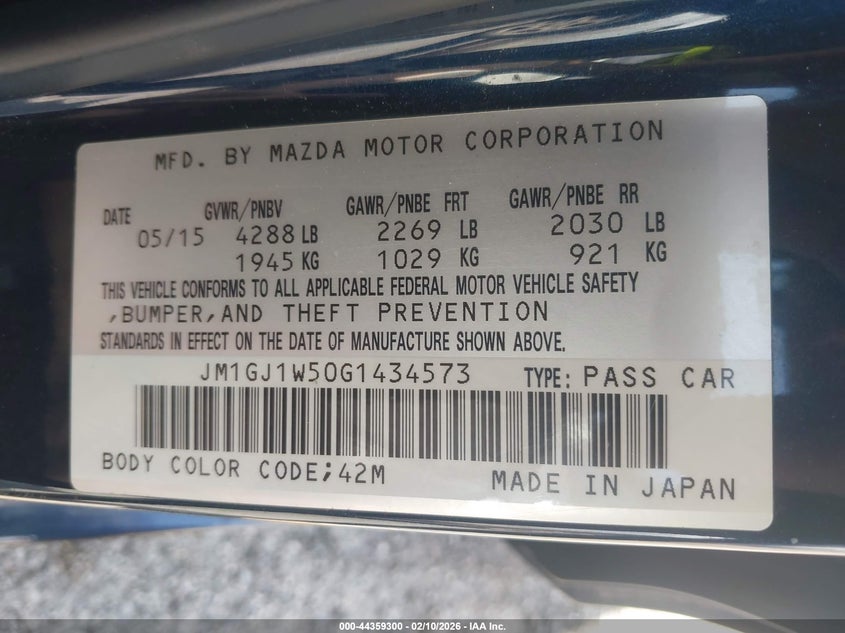 MFD. BY MAZDA MOTOR CORPORATION
DATE GVWR/PNBV GAWR/PNBE FRT GAWR/PNBE RR
05/15 4288 LB 2269 LB 2030 LB
1945 KG 1029 KG 921 KG
THIS VEHICLE CONFORMS TO ALL APPLICABLE FEDERAL MOTOR VEHICLE SAFETY
,BUMPER,AND THEFT PREVENTION
STANDARDS IN EFFECT ON THE DATE OF MANUFACTURE SHOWN ABOVE.
JM1GJ1W50G1434573 TYPE: PASS CAR
BODY COLOR CODE;42M MADE IN JAPAN
000-44359300 - 02/10/2026 - IAA Inc.